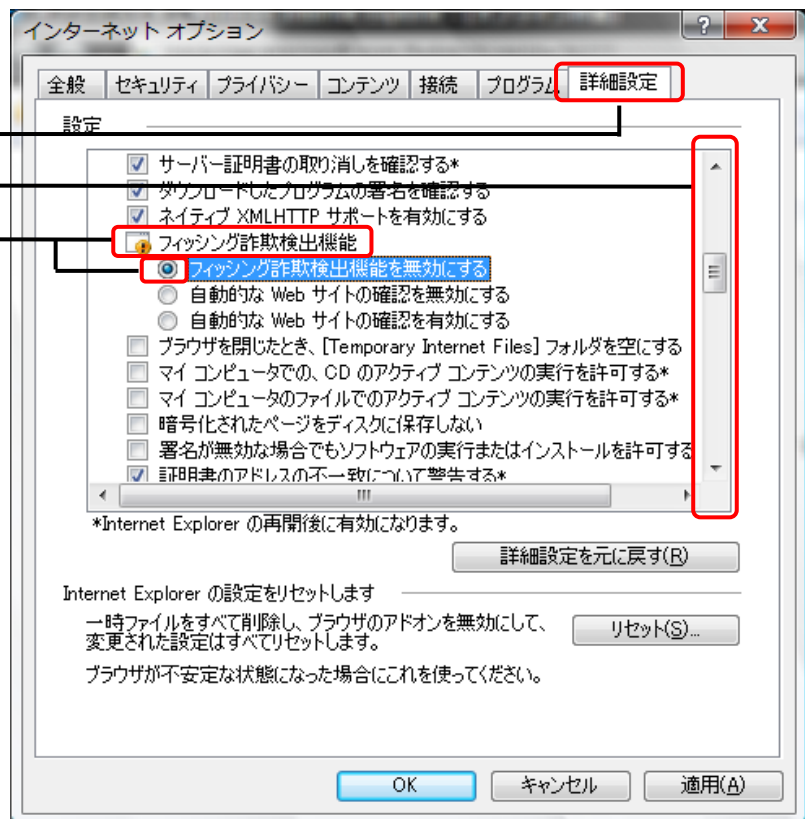 インターネット オプション
全般 セキュリティ プライバシー コンテンツ 接続 プログラム 詳細設定
設定
サーバー証明書の取り消しを確認する*
ダウンロードしたプログラムの署名を確認する
ネイティブ XMLHTTP サポートを有効にする
フィッシング詐欺検出機能
フィッシング詐欺検出機能を無効にする
自動的な Web サイトの確認を無効にする
自動的な Web サイトの確認を有効にする
ブラウザを閉じたとき、[Temporary Internet Files] フォルダを空にする
マイ コンピュータでの、CD のアクティブ コンテンツの実行を許可する*
マイ コンピュータのファイルでのアクティブ コンテンツの実行を許可する*
暗号化されたページをディスクに保存しない
署名が無効な場合でもソフトウェアの実行またはインストールを許可する
証明書のアドレスの不一致について警告する*
*Internet Explorer の再開後に有効になります。
詳細設定を元に戻す(R)
Internet Explorer の設定をリセットします
一時ファイルをすべて削除し、ブラウザのアドオンを無効にして、
変更された設定はすべてリセットします。
リセット(S)...
ブラウザが不安定な状態になった場合にこれを使ってください。
OK キャンセル 適用(A)